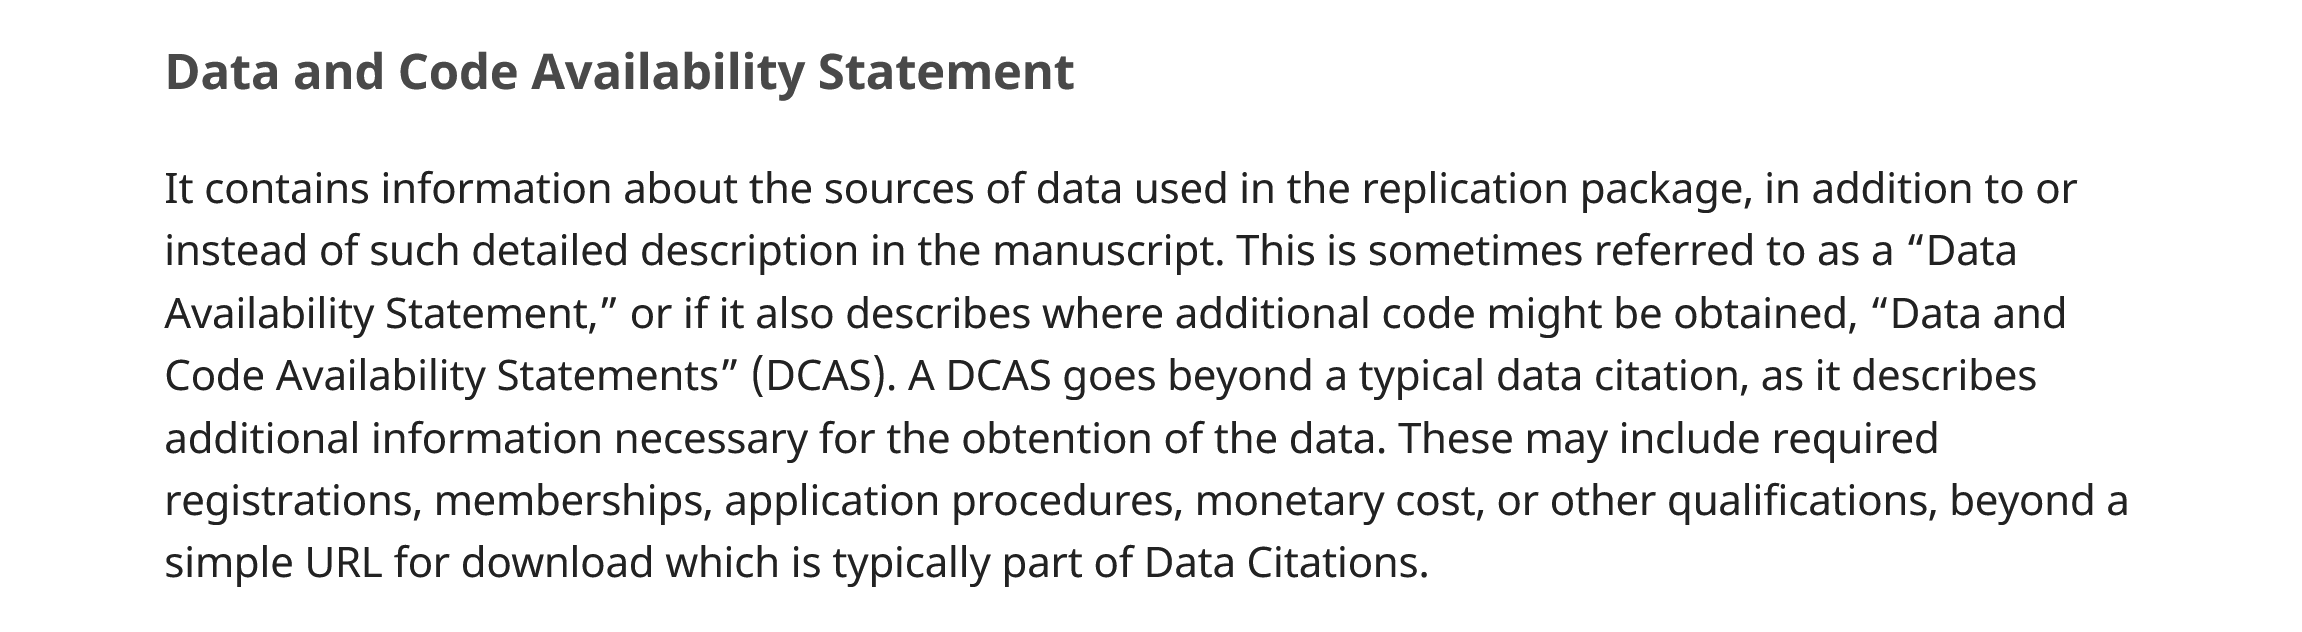 Data and Code Availability Statement
It contains information about the sources of data used in the replication package, in addition to or
instead of such detailed description in the manuscript. This is sometimes referred to as a “Data
Availability Statement,” or if it also describes where additional code might be obtained, “Data and
Code Availability Statements” (DCAS). A DCAS goes beyond a typical data citation, as it describes
additional information necessary for the obtention of the data. These may include required
registrations, memberships, application procedures, monetary cost, or other qualifications, beyond a
simple URL for download which is typically part of Data Citations.